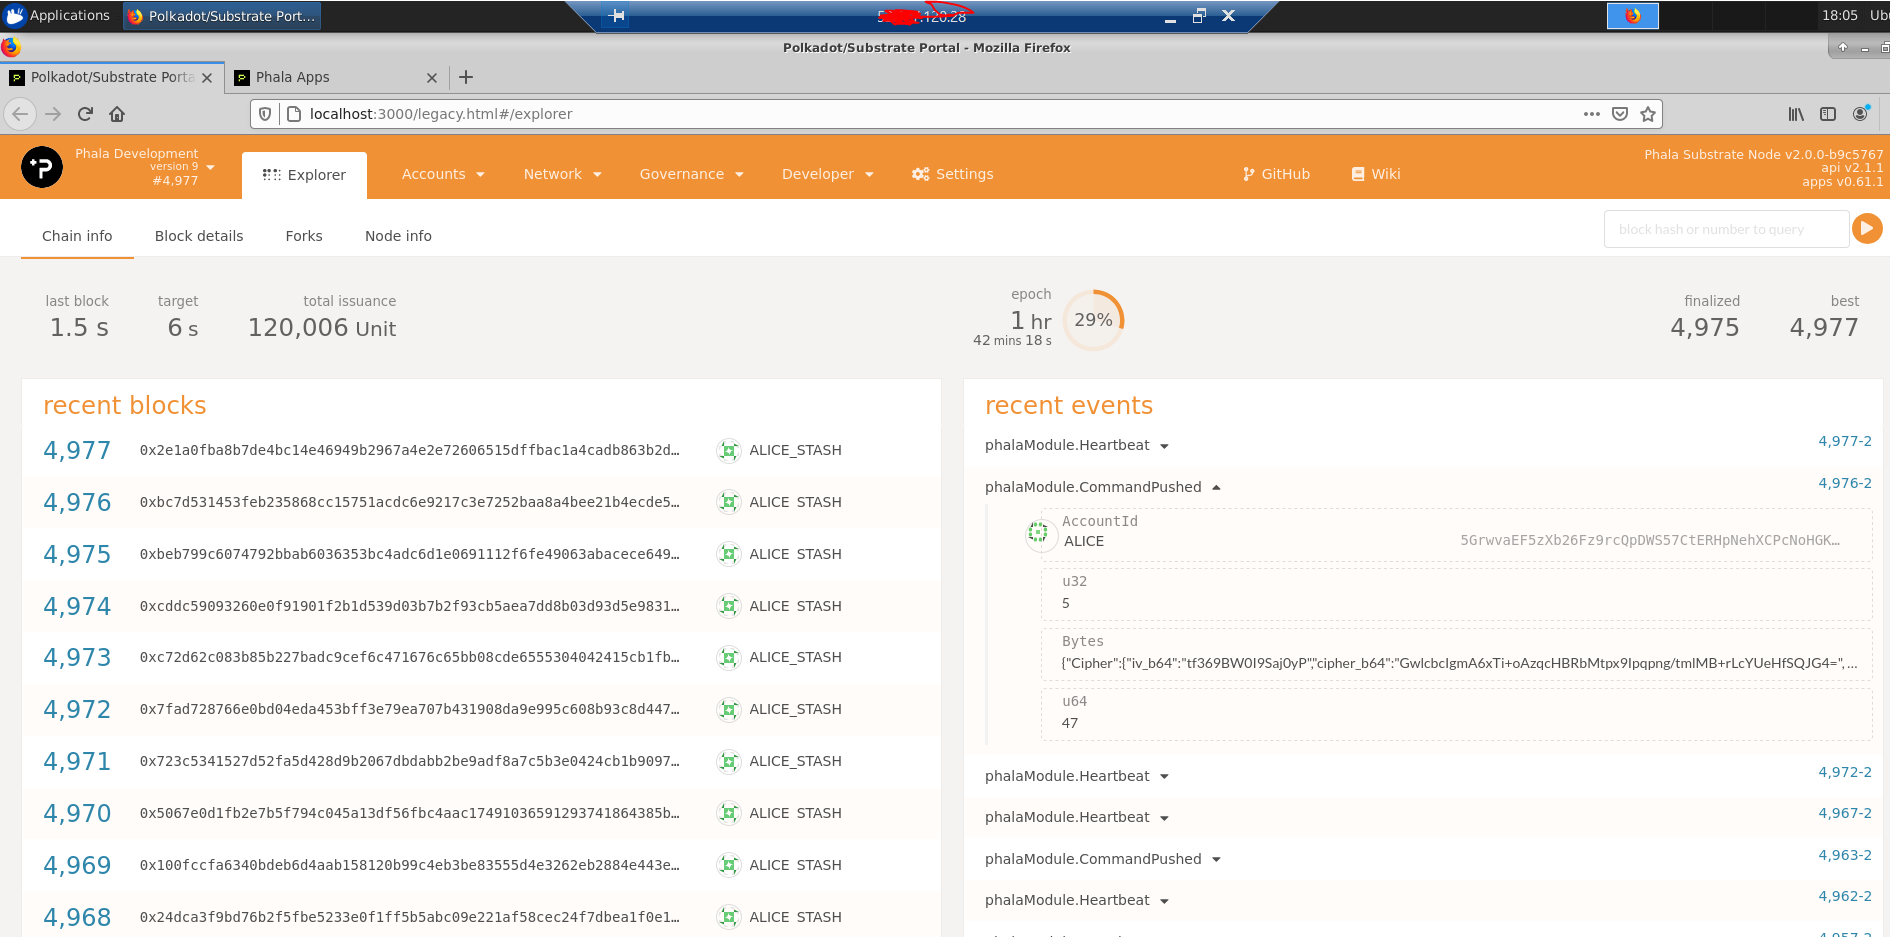 Applications
Polkadot/Substrate Port...
120.28
18:05
Polkadot/Substrate Portal - Mozilla Firefox
Polkadot/Substrate Porta
Phala Apps
localhost:3000/legacy.html#/explorer
Phala Development
version 9
#4,977
Explorer
Accounts
Network
Governance
Developer
Settings
GitHub
Wiki
Phala Substrate Node v2.0.0-b9c5767
api v2.1.1
apps v0.61.1
Chain info
Block details
Forks
Node info
block hash or number to query
last block
1.5 s
target
6 s
total issuance
120,006 Unit
epoch
1 hr
42 mins 18 s
29%
finalized
4,975
best
4,977
recent blocks
4,977 0x2e1a0fba8b7de4bc14e46949b2967a4e2e72606515dffbac1a4cadb863b2d… ALICE_STASH
4,976 0xbc7d531453feb235868cc15751acdc6e9217c3e7252baa8a4bee21b4ecde5… ALICE_STASH
4,975 0xbeb799c6074792bbab6036353bc4adc6d1e0691112f6fe49063abacece649… ALICE_STASH
4,974 0xcddc59093260e0f91901f2b1d539d03b7b2f93cb5aea7dd8b03d93d5e9831… ALICE_STASH
4,973 0xc72d62c083b85b227badc9cef6c471676c65bb08cde6555304042415cb1fb… ALICE_STASH
4,972 0x7fad728766e0bd04eda453bff3e79ea707b431908da9e995c608b93c8d447… ALICE_STASH
4,971 0x723c5341527d52fa5d428d9b2067dbdabb2be9adf8a7c5b3e0424cb1b9097… ALICE_STASH
4,970 0x5067e0d1fb2e7b5f794c045a13df56fbc4aac17491036591293741864385b… ALICE_STASH
4,969 0x100fccfa6340bdeb6d4aab158120b99c4eb3be83555d4e3262eb2884e443e… ALICE_STASH
4,968 0x24dca3f9bd76b2f5fbe5233e0f1ff5b5abc09e221af58cec24f7dbea1f0e1… ALICE_STASH
recent events
phalaModule.Heartbeat 4,977-2
phalaModule.CommandPushed 4,976-2
AccountId
ALICE 5GrwvaEF5zXb26Fz9rcQpDWS57CtERHpNehXCPcNoHGK…
u32
5
Bytes
{"Cipher":{"iv_b64":"tf369BW0I9Saj0yP","cipher_b64":"GwlcbcIgmA6xTi+oAzqcHBRbMtpx9Ipqpng/tmlMB+rLcYUeHfSQJG4=", …
u64
47
phalaModule.Heartbeat 4,972-2
phalaModule.Heartbeat 4,967-2
phalaModule.CommandPushed 4,963-2
phalaModule.Heartbeat 4,962-2